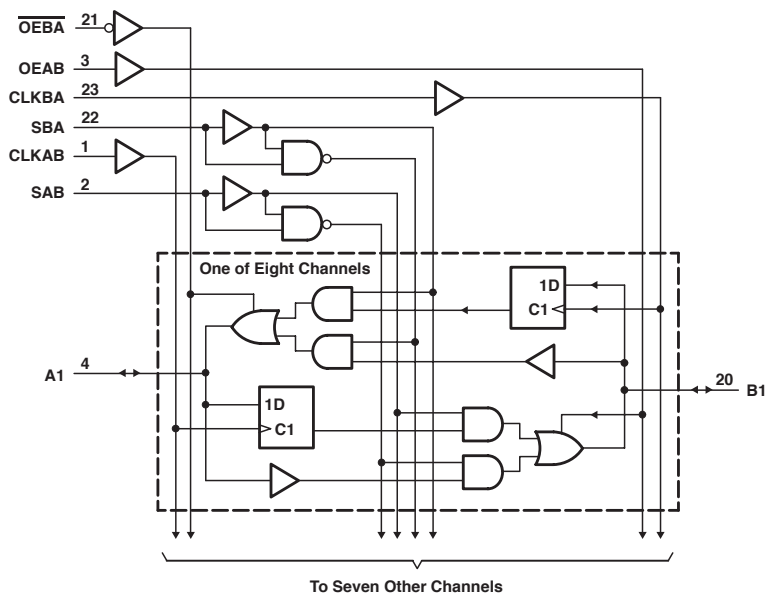 OEBA 21
OEAB 3
CLKBA 23
SBA 22
CLKAB 1
SAB 2
One of Eight Channels
1D
C1
A1 4
20 B1
1D
C1
To Seven Other Channels